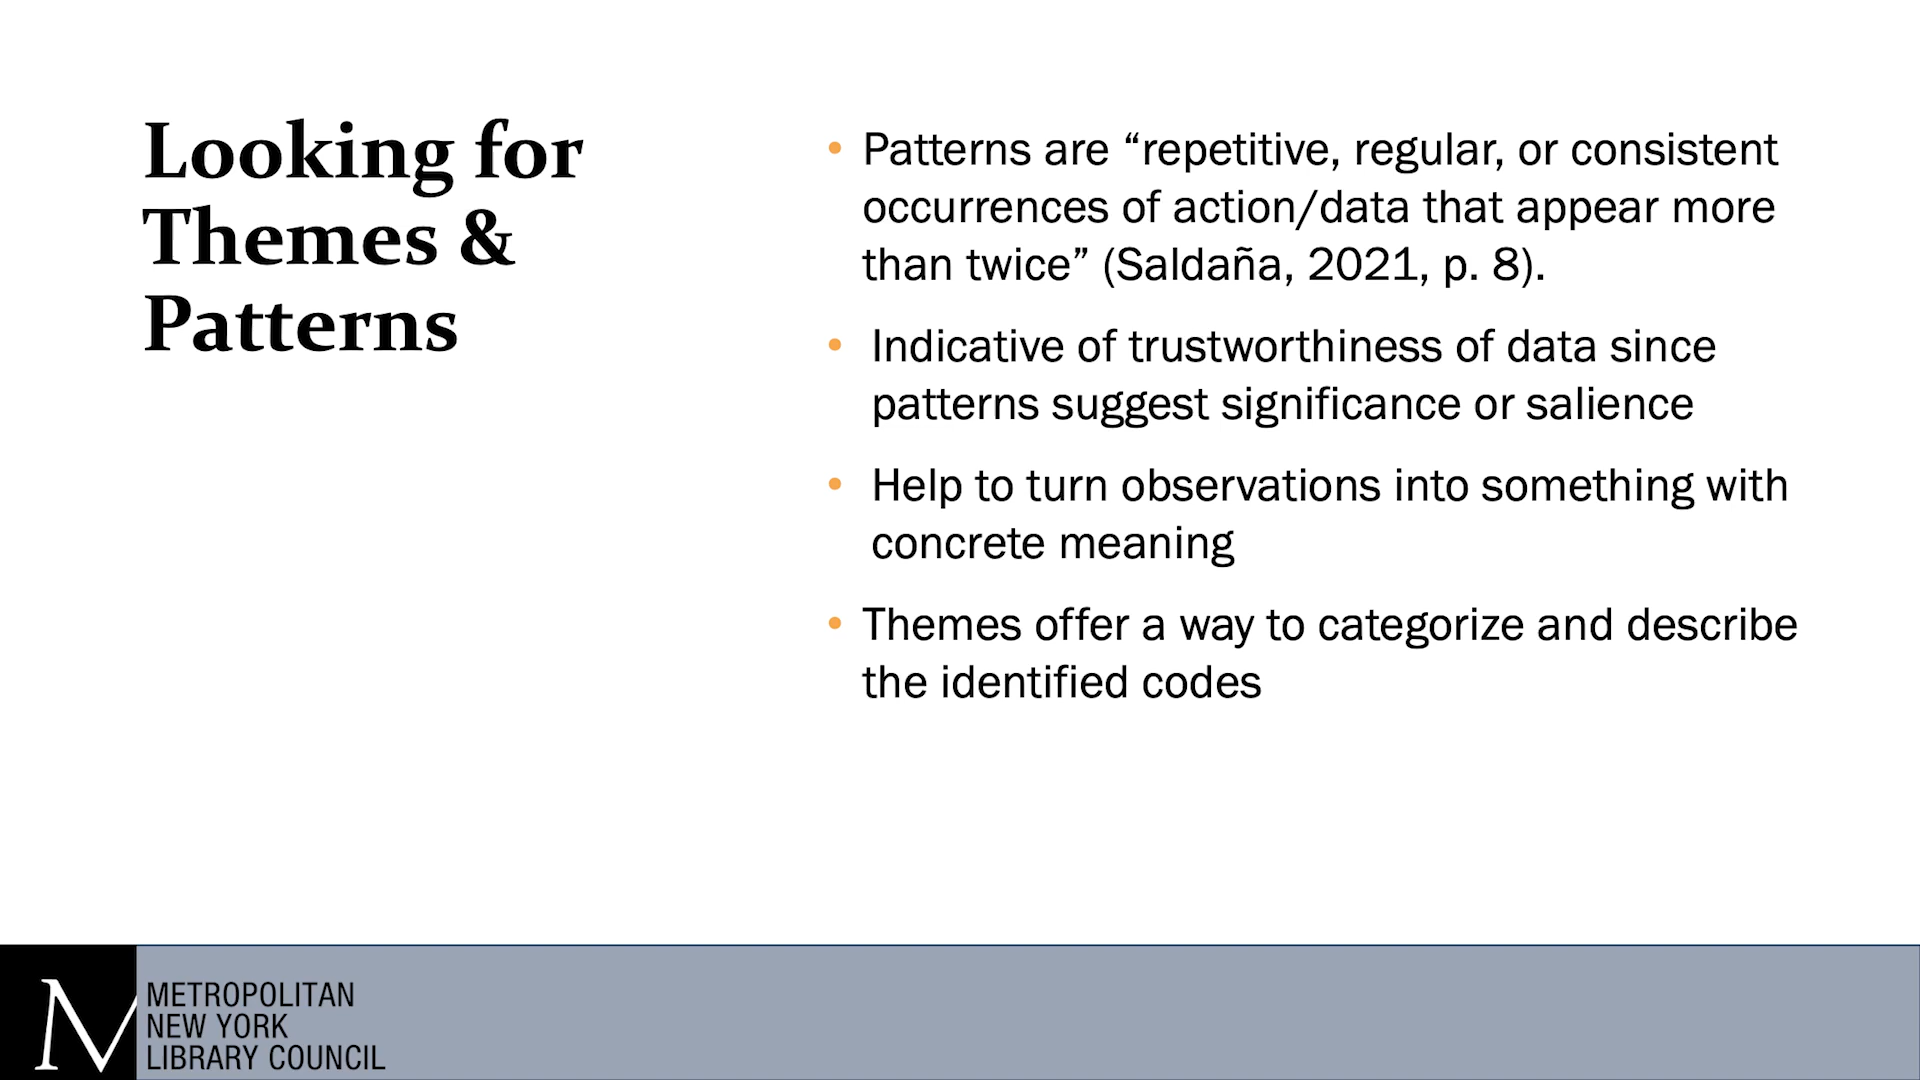 Looking for
Themes &
Patterns
• Patterns are “repetitive, regular, or consistent
occurrences of action/data that appear more
than twice” (Saldaña, 2021, p. 8).
• Indicative of trustworthiness of data since
patterns suggest significance or salience
• Help to turn observations into something with
concrete meaning
• Themes offer a way to categorize and describe
the identified codes
M
METROPOLITAN
NEW YORK
LIBRARY COUNCIL